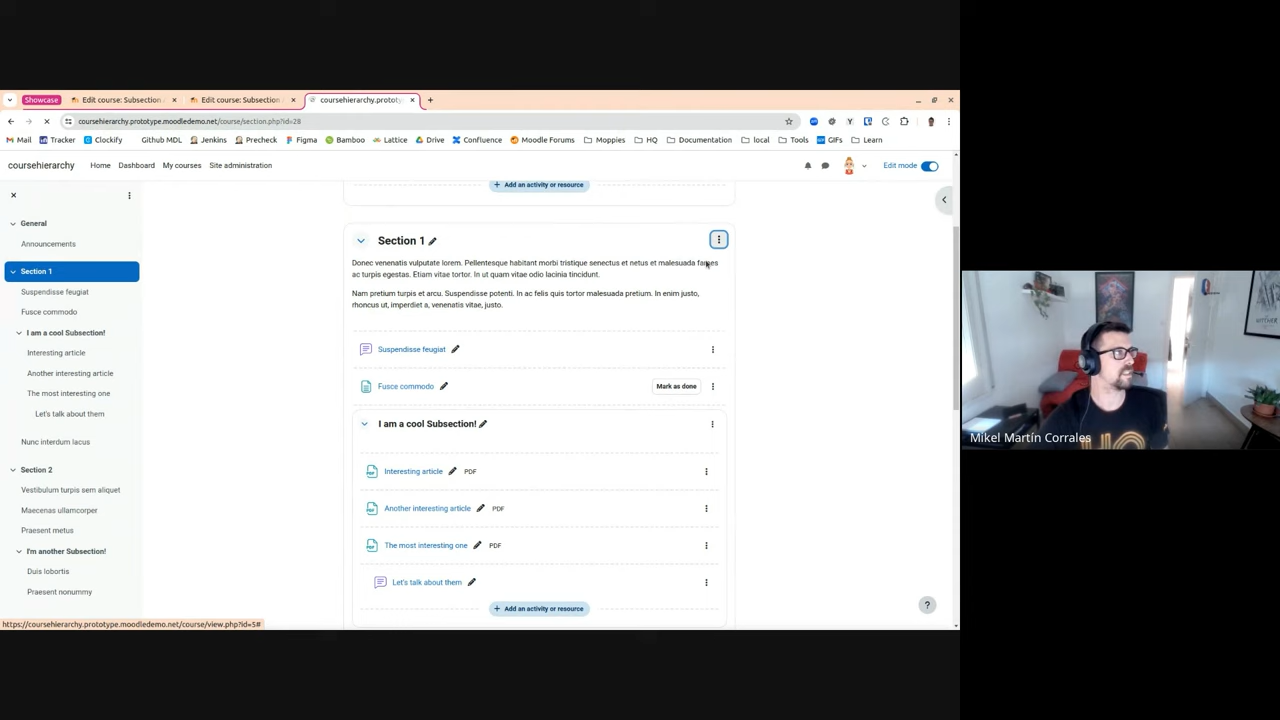 Showcase
Edit course: Subsection
Edit course: Subsection
coursehierarchy.prototyp
coursehierarchy.prototype.moodledemo.net/course/section.php?id=28
Mail Tracker Clockify Github MDL Jenkins Precheck Figma Bamboo Lattice Drive Confluence Moodle Forums Moppies HQ Documentation local Tools GIFs Learn
coursehierarchy Home Dashboard My courses Site administration Edit mode
General
Announcements
Section 1
Suspendisse feugiat
Fusce commodo
I am a cool Subsection!
Interesting article
Another interesting article
The most interesting one
Let's talk about them
Nunc interdum lacus
Section 2
Vestibulum turpis sem aliquet
Maecenas ullamcorper
Praesent metus
I'm another Subsection!
Duis lobortis
Praesent nonummy
+ Add an activity or resource
Section 1
Donec venenatis vulputate lorem. Pellentesque habitant morbi tristique senectus et netus et malesuada fames
ac turpis egestas. Etiam vitae tortor. In ut quam vitae odio lacinia tincidunt.
Nam pretium turpis et arcu. Suspendisse potenti. In ac felis quis tortor malesuada pretium. In enim justo,
rhoncus ut, imperdiet a, venenatis vitae, justo.
Suspendisse feugiat
Fusce commodo Mark as done
I am a cool Subsection!
Interesting article PDF
Another interesting article PDF
The most interesting one PDF
Let's talk about them
+ Add an activity or resource
?
https://coursehierarchy.prototype.moodledemo.net/course/view.php?id=5#
Mikel Martín Corrales